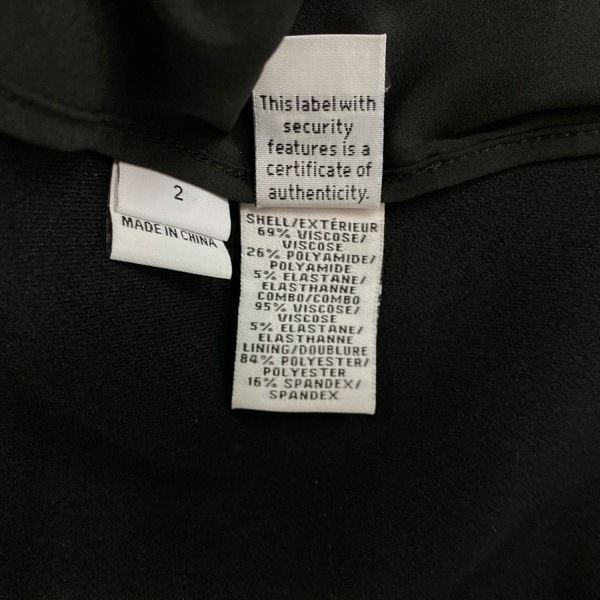 This label with
security
features is a
certificate of
authenticity.
2
MADE IN CHINA
SHELL/EXTÉRIEUR
69% VISCOSE/
VISCOSE
26% POLYAMIDE/
POLYAMIDE
5% ELASTANE/
ELASTHANNE
COMBO/COMBO
95% VISCOSE/
VISCOSE
5% ELASTANE/
ELASTHANNE
LINING/DOUBLURE
84% POLYESTER/
POLYESTER
16% SPANDEX/
SPANDEX